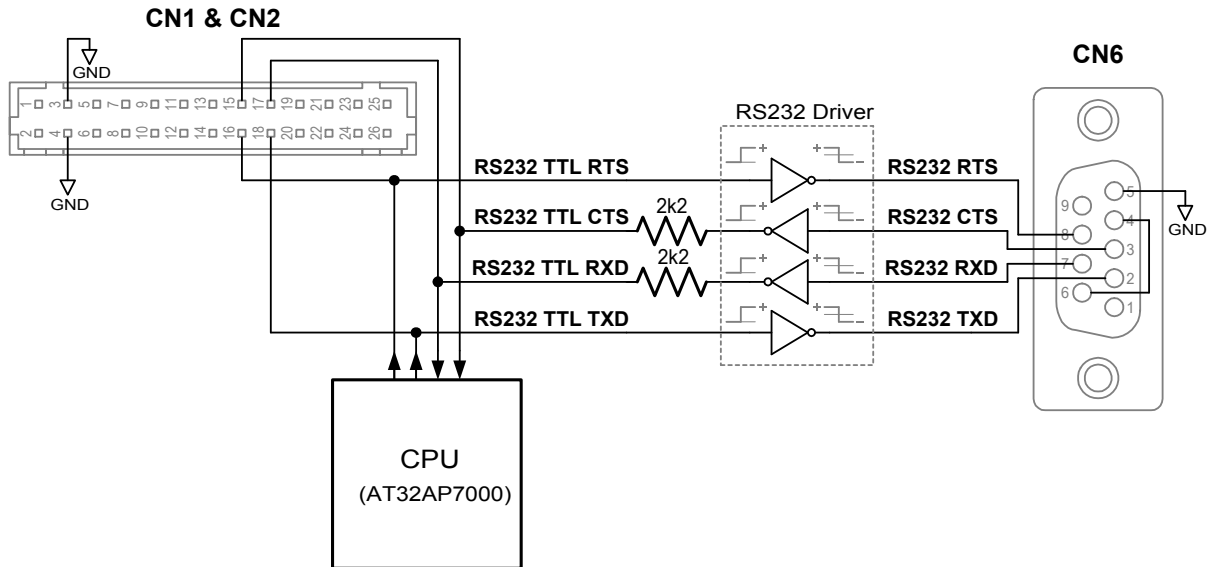 CN1 & CN2
GND
1 3 5 7 9 11 13 15 17 19 21 23 25
2 4 6 8 10 12 14 16 18 20 22 24 26
GND
CN6
RS232 Driver
RS232 TTL RTS
RS232 RTS
2k2
RS232 TTL CTS
RS232 CTS
2k2
RS232 TTL RXD
RS232 RXD
RS232 TTL TXD
RS232 TXD
5
9
4
8
3
7
2
6
1
GND
CPU
(AT32AP7000)